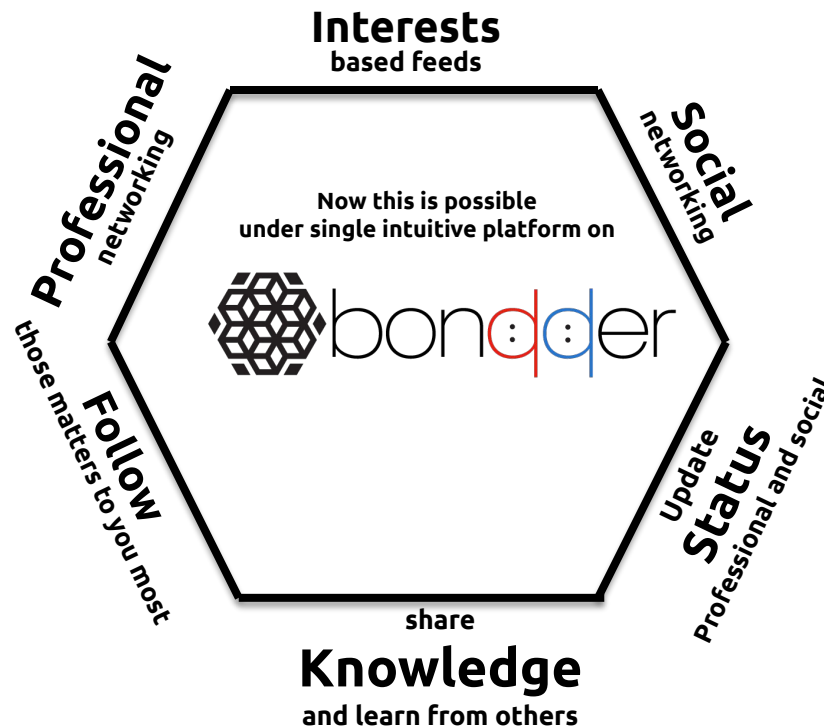 Interests
based feeds
Professional
networking
Social
networking
Now this is possible
under single intuitive platform on
bondder
those matters to you most
Follow
Update
Status
Professional and social
share
Knowledge
and learn from others